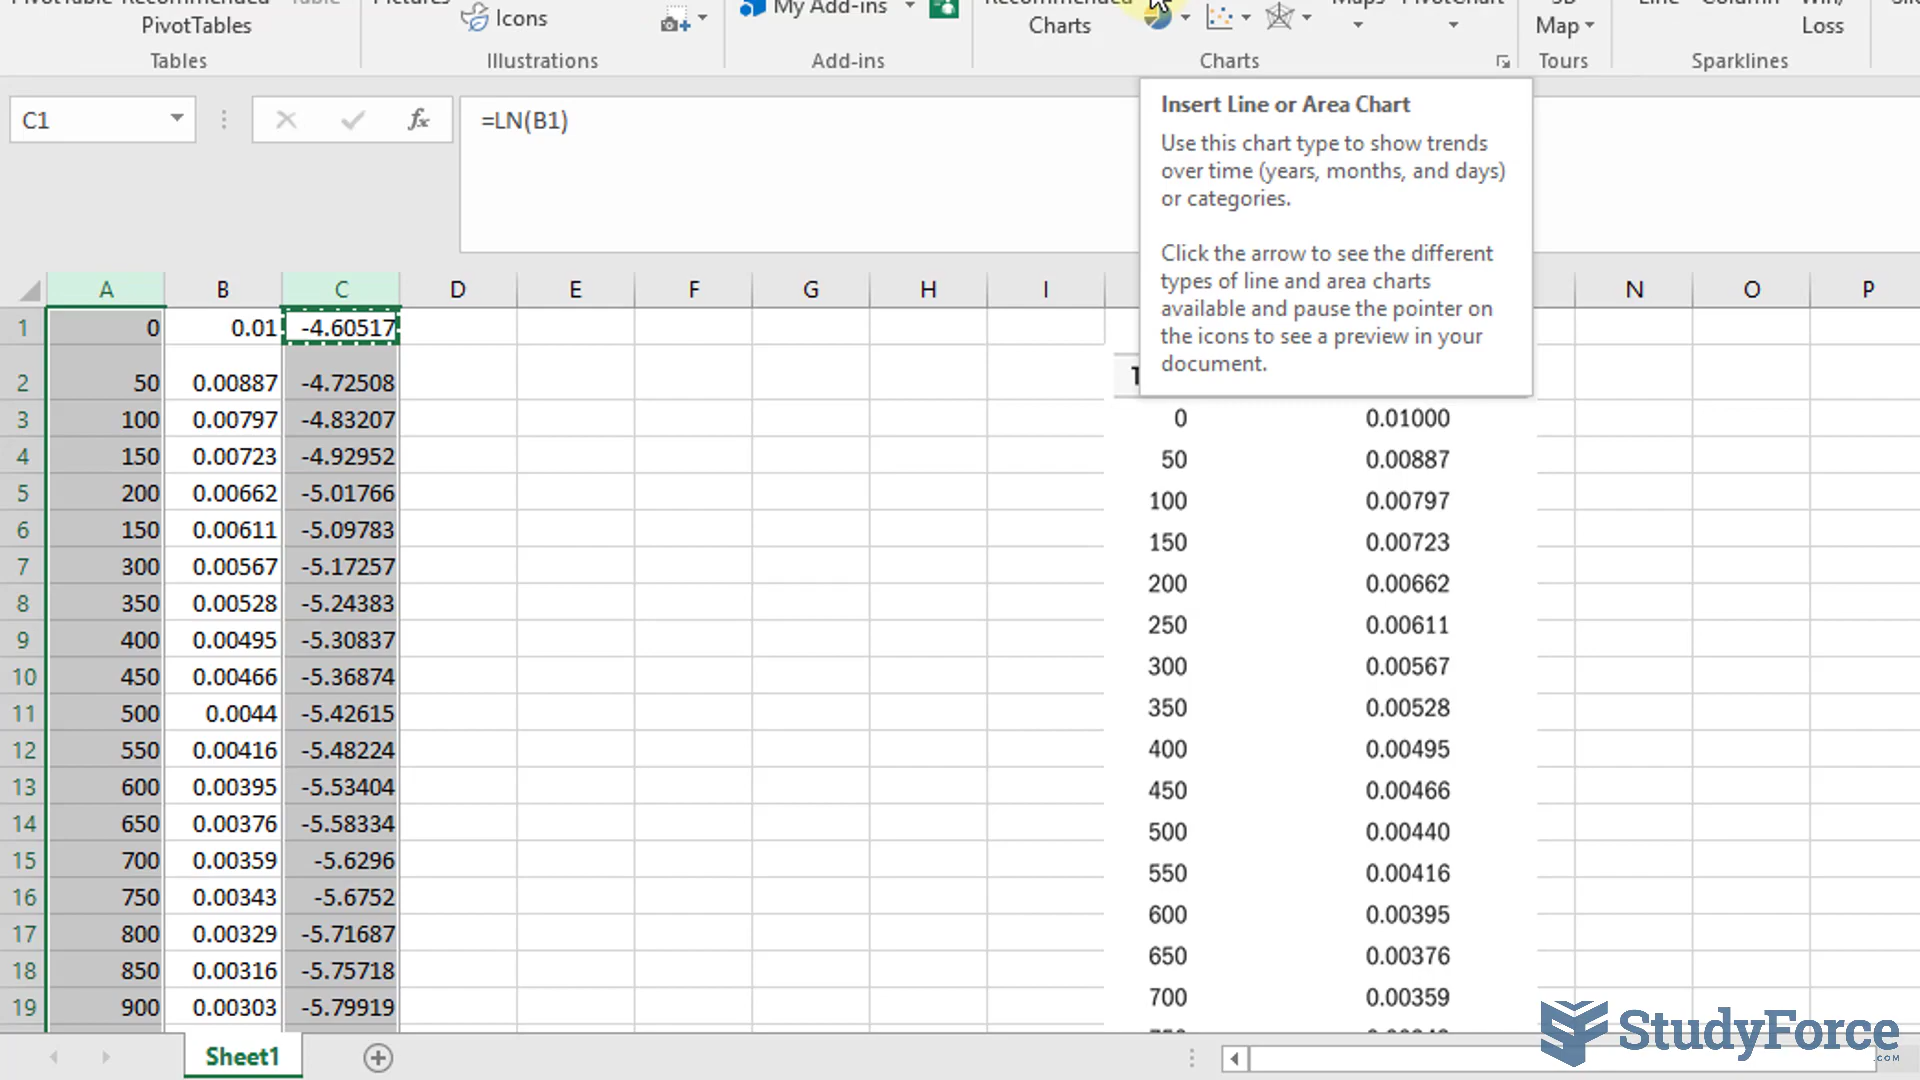 PivotTables
Charts
Icons
My Add-ins
Map
Loss
Tables
Illustrations
Add-ins
Charts
Tours
Sparklines
C1
fx
=LN(B1)
Insert Line or Area Chart
Use this chart type to show trends
over time (years, months, and days)
or categories.
Click the arrow to see the different
types of line and area charts
available and pause the pointer on
the icons to see a preview in your
document.
A B C D E F G H I N O P
1 0 0.01 -4.60517
2 50 0.00887 -4.72508
3 100 0.00797 -4.83207
4 150 0.00723 -4.92952
5 200 0.00662 -5.01766
6 150 0.00611 -5.09783
7 300 0.00567 -5.17257
8 350 0.00528 -5.24383
9 400 0.00495 -5.30837
10 450 0.00466 -5.36874
11 500 0.0044 -5.42615
12 550 0.00416 -5.48224
13 600 0.00395 -5.53404
14 650 0.00376 -5.58334
15 700 0.00359 -5.6296
16 750 0.00343 -5.6752
17 800 0.00329 -5.71687
18 850 0.00316 -5.75718
19 900 0.00303 -5.79919
0 0.01000
50 0.00887
100 0.00797
150 0.00723
200 0.00662
250 0.00611
300 0.00567
350 0.00528
400 0.00495
450 0.00466
500 0.00440
550 0.00416
600 0.00395
650 0.00376
700 0.00359
Sheet1
StudyForce
.COM